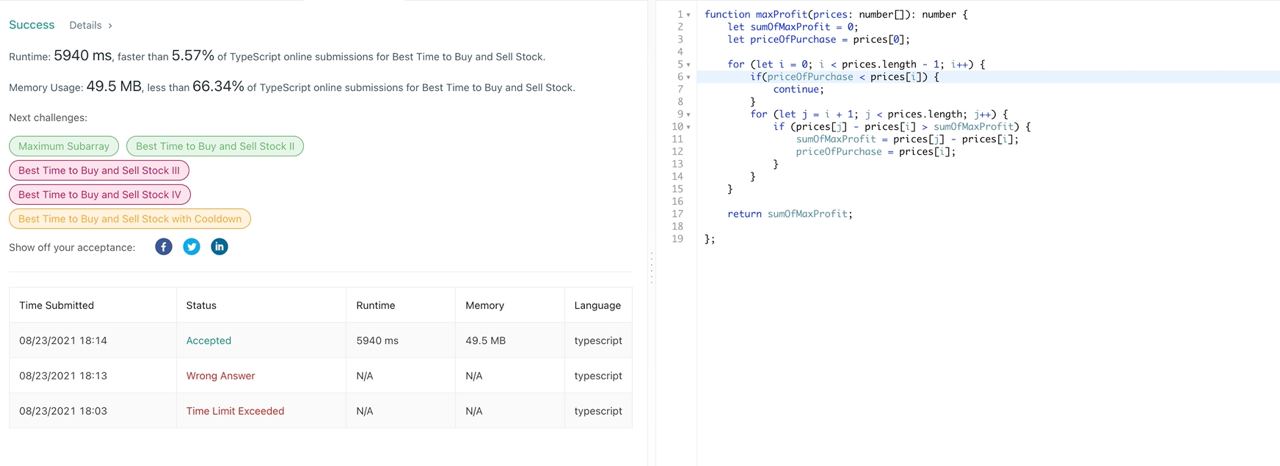 Success Details >
Runtime: 5940 ms, faster than 5.57% of TypeScript online submissions for Best Time to Buy and Sell Stock.
Memory Usage: 49.5 MB, less than 66.34% of TypeScript online submissions for Best Time to Buy and Sell Stock.
Next challenges:
Maximum Subarray Best Time to Buy and Sell Stock II
Best Time to Buy and Sell Stock III
Best Time to Buy and Sell Stock IV
Best Time to Buy and Sell Stock with Cooldown
Show off your acceptance: f in
Time Submitted Status Runtime Memory Language
08/23/2021 18:14 Accepted 5940 ms 49.5 MB typescript
08/23/2021 18:13 Wrong Answer N/A N/A typescript
08/23/2021 18:03 Time Limit Exceeded N/A N/A typescript
1 function maxProfit(prices: number[]): number {
2 let sumOfMaxProfit = 0;
3 let priceOfPurchase = prices[0];
4
5 for (let i = 0; i < prices.length - 1; i++) {
6 if(priceOfPurchase < prices[i]) {
7 continue;
8 }
9 for (let j = i + 1; j < prices.length; j++) {
10 if (prices[j] - prices[i] > sumOfMaxProfit) {
11 sumOfMaxProfit = prices[j] - prices[i];
12 priceOfPurchase = prices[i];
13 }
14 }
15 }
16
17 return sumOfMaxProfit;
18
19 };